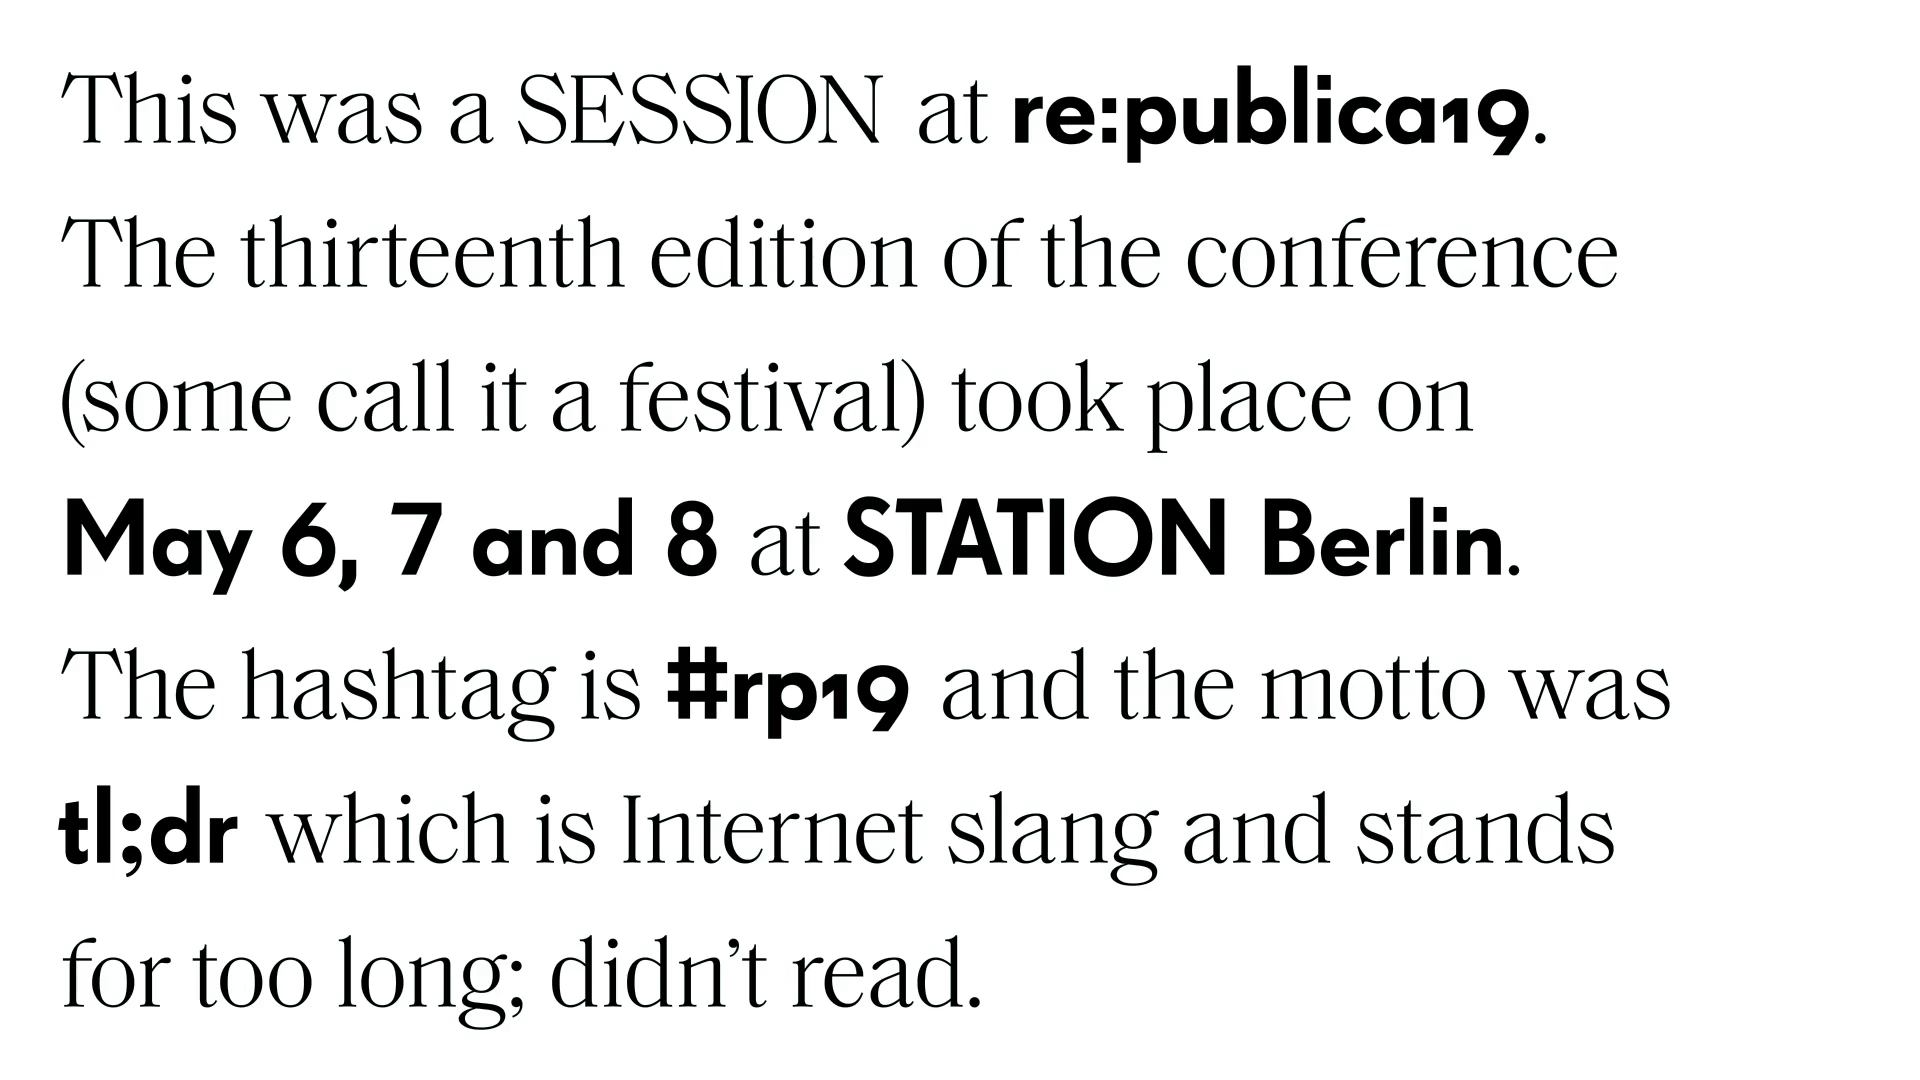 This was a SESSION at re:publica19.
The thirteenth edition of the conference
(some call it a festival) took place on
May 6, 7 and 8 at STATION Berlin.
The hashtag is #rp19 and the motto was
tl;dr which is Internet slang and stands
for too long; didn’t read.